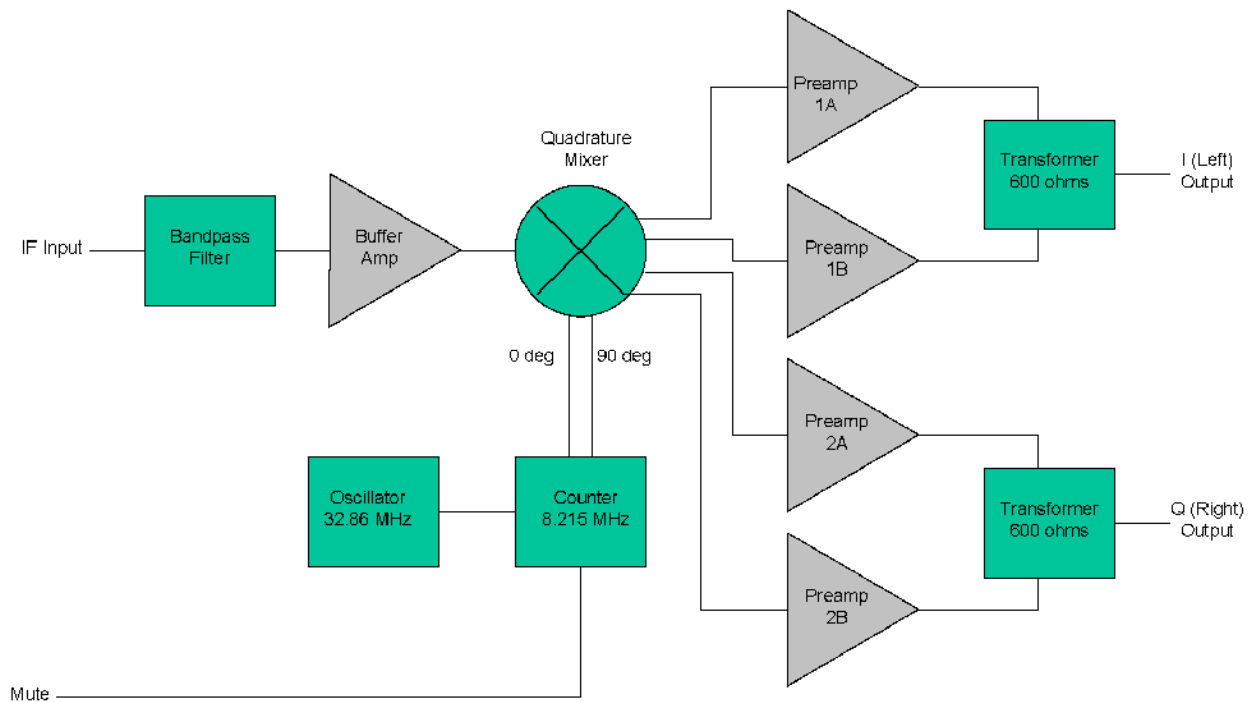 IF Input
Bandpass
Filter
Buffer
Amp
Quadrature
Mixer
0 deg
90 deg
Oscillator
32.86 MHz
Counter
8.215 MHz
Mute
Preamp
1A
Preamp
1B
Transformer
600 ohms
I (Left)
Output
Preamp
2A
Preamp
2B
Transformer
600 ohms
Q (Right)
Output